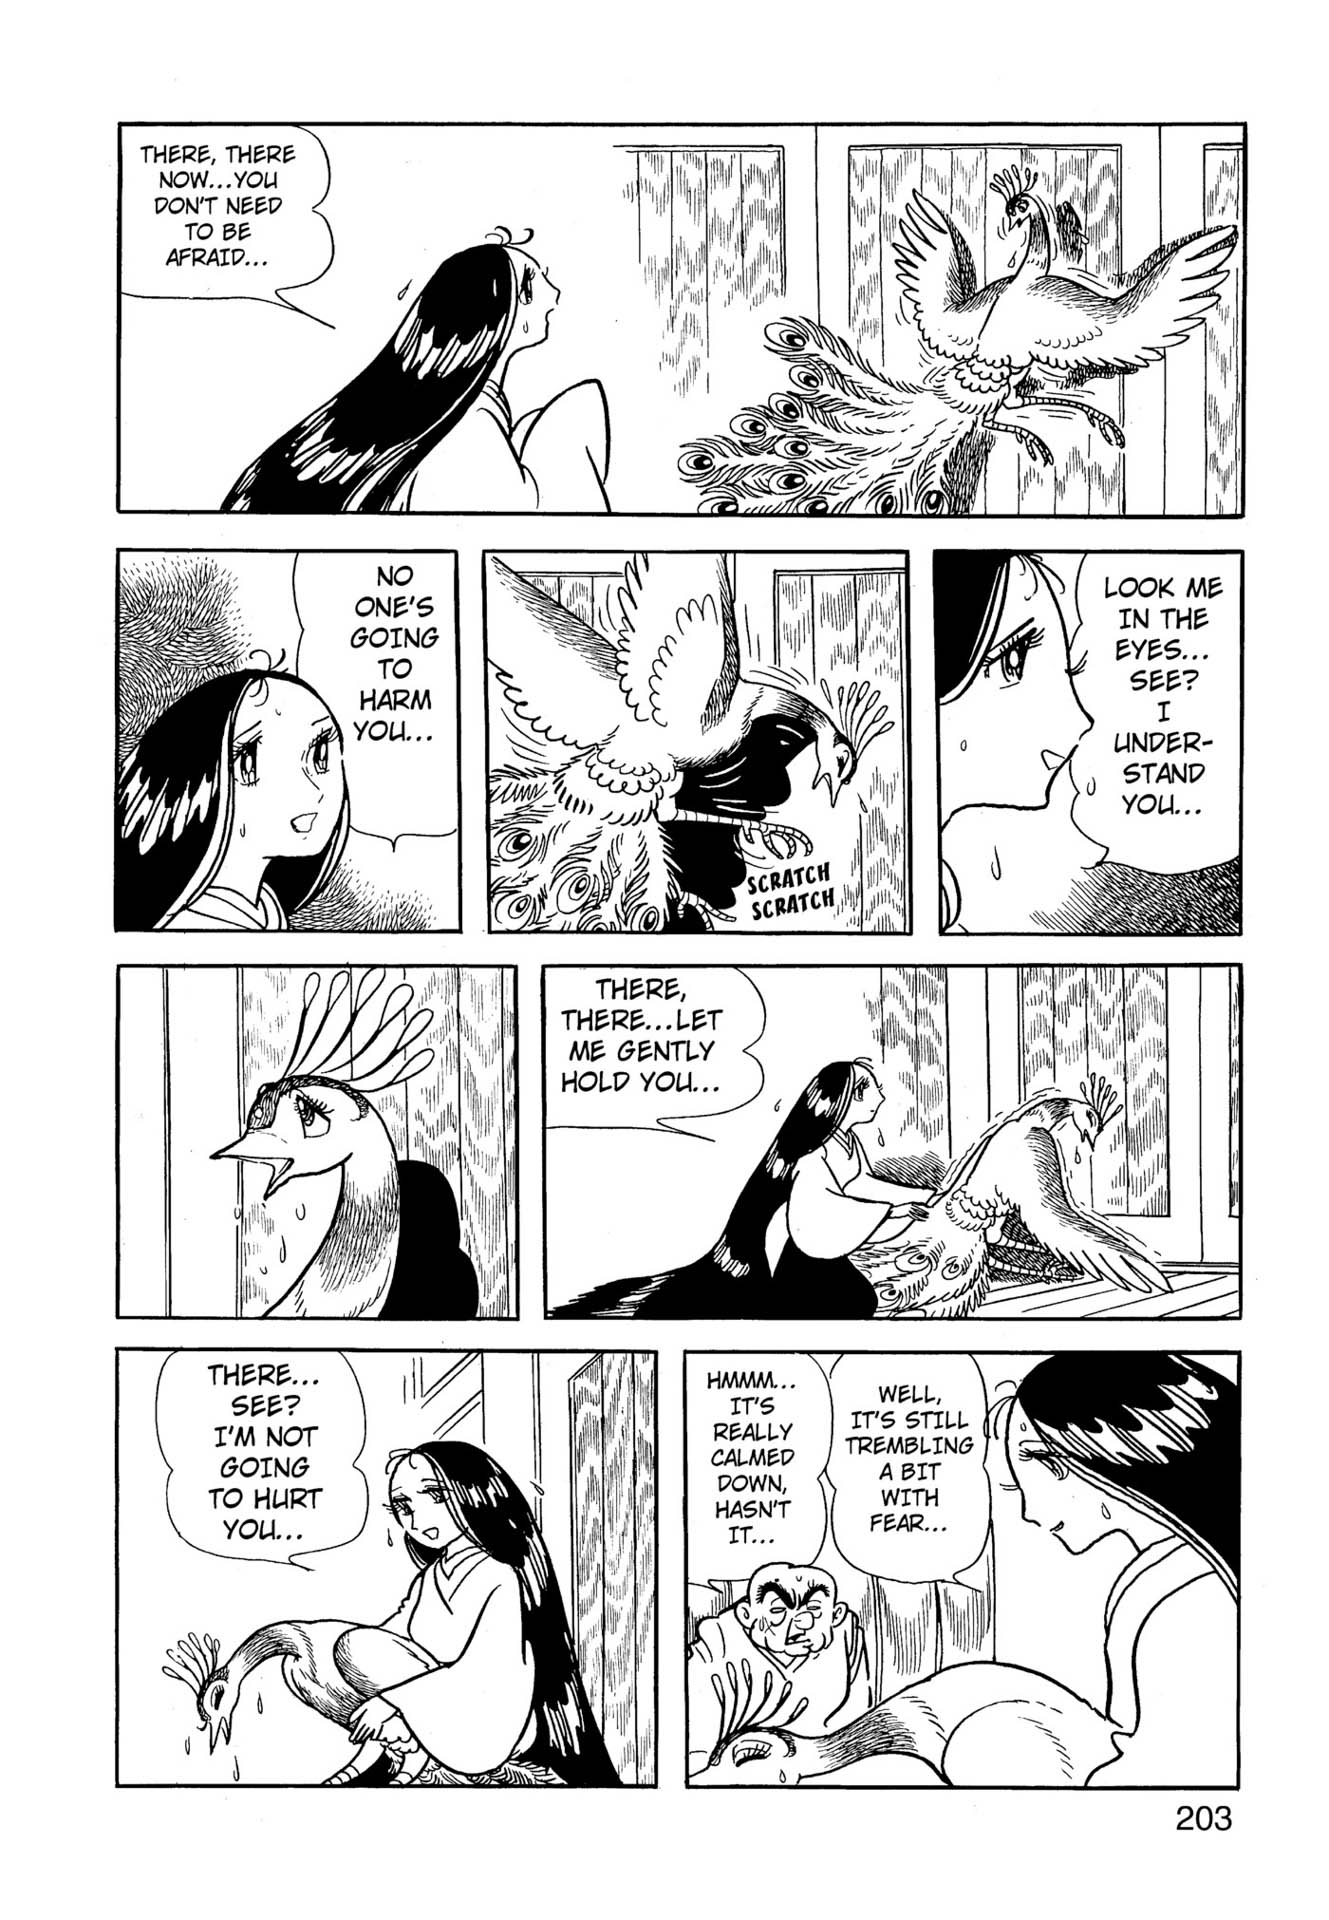 THERE, THERE
NOW...YOU
DON'T NEED
TO BE
AFRAID...
NO
ONE'S
GOING
TO
HARM
YOU...
SCRATCH
SCRATCH
LOOK ME
IN THE
EYES...
SEE?
I
UNDER-
STAND
YOU...
THERE,
THERE...LET
ME GENTLY
HOLD YOU...
THERE...
SEE?
I'M NOT
GOING
TO HURT
YOU...
HMMM...
IT'S
REALLY
CALMED
DOWN,
HASN'T
IT...
WELL,
IT'S STILL
TREMBLING
A BIT
WITH
FEAR...
203